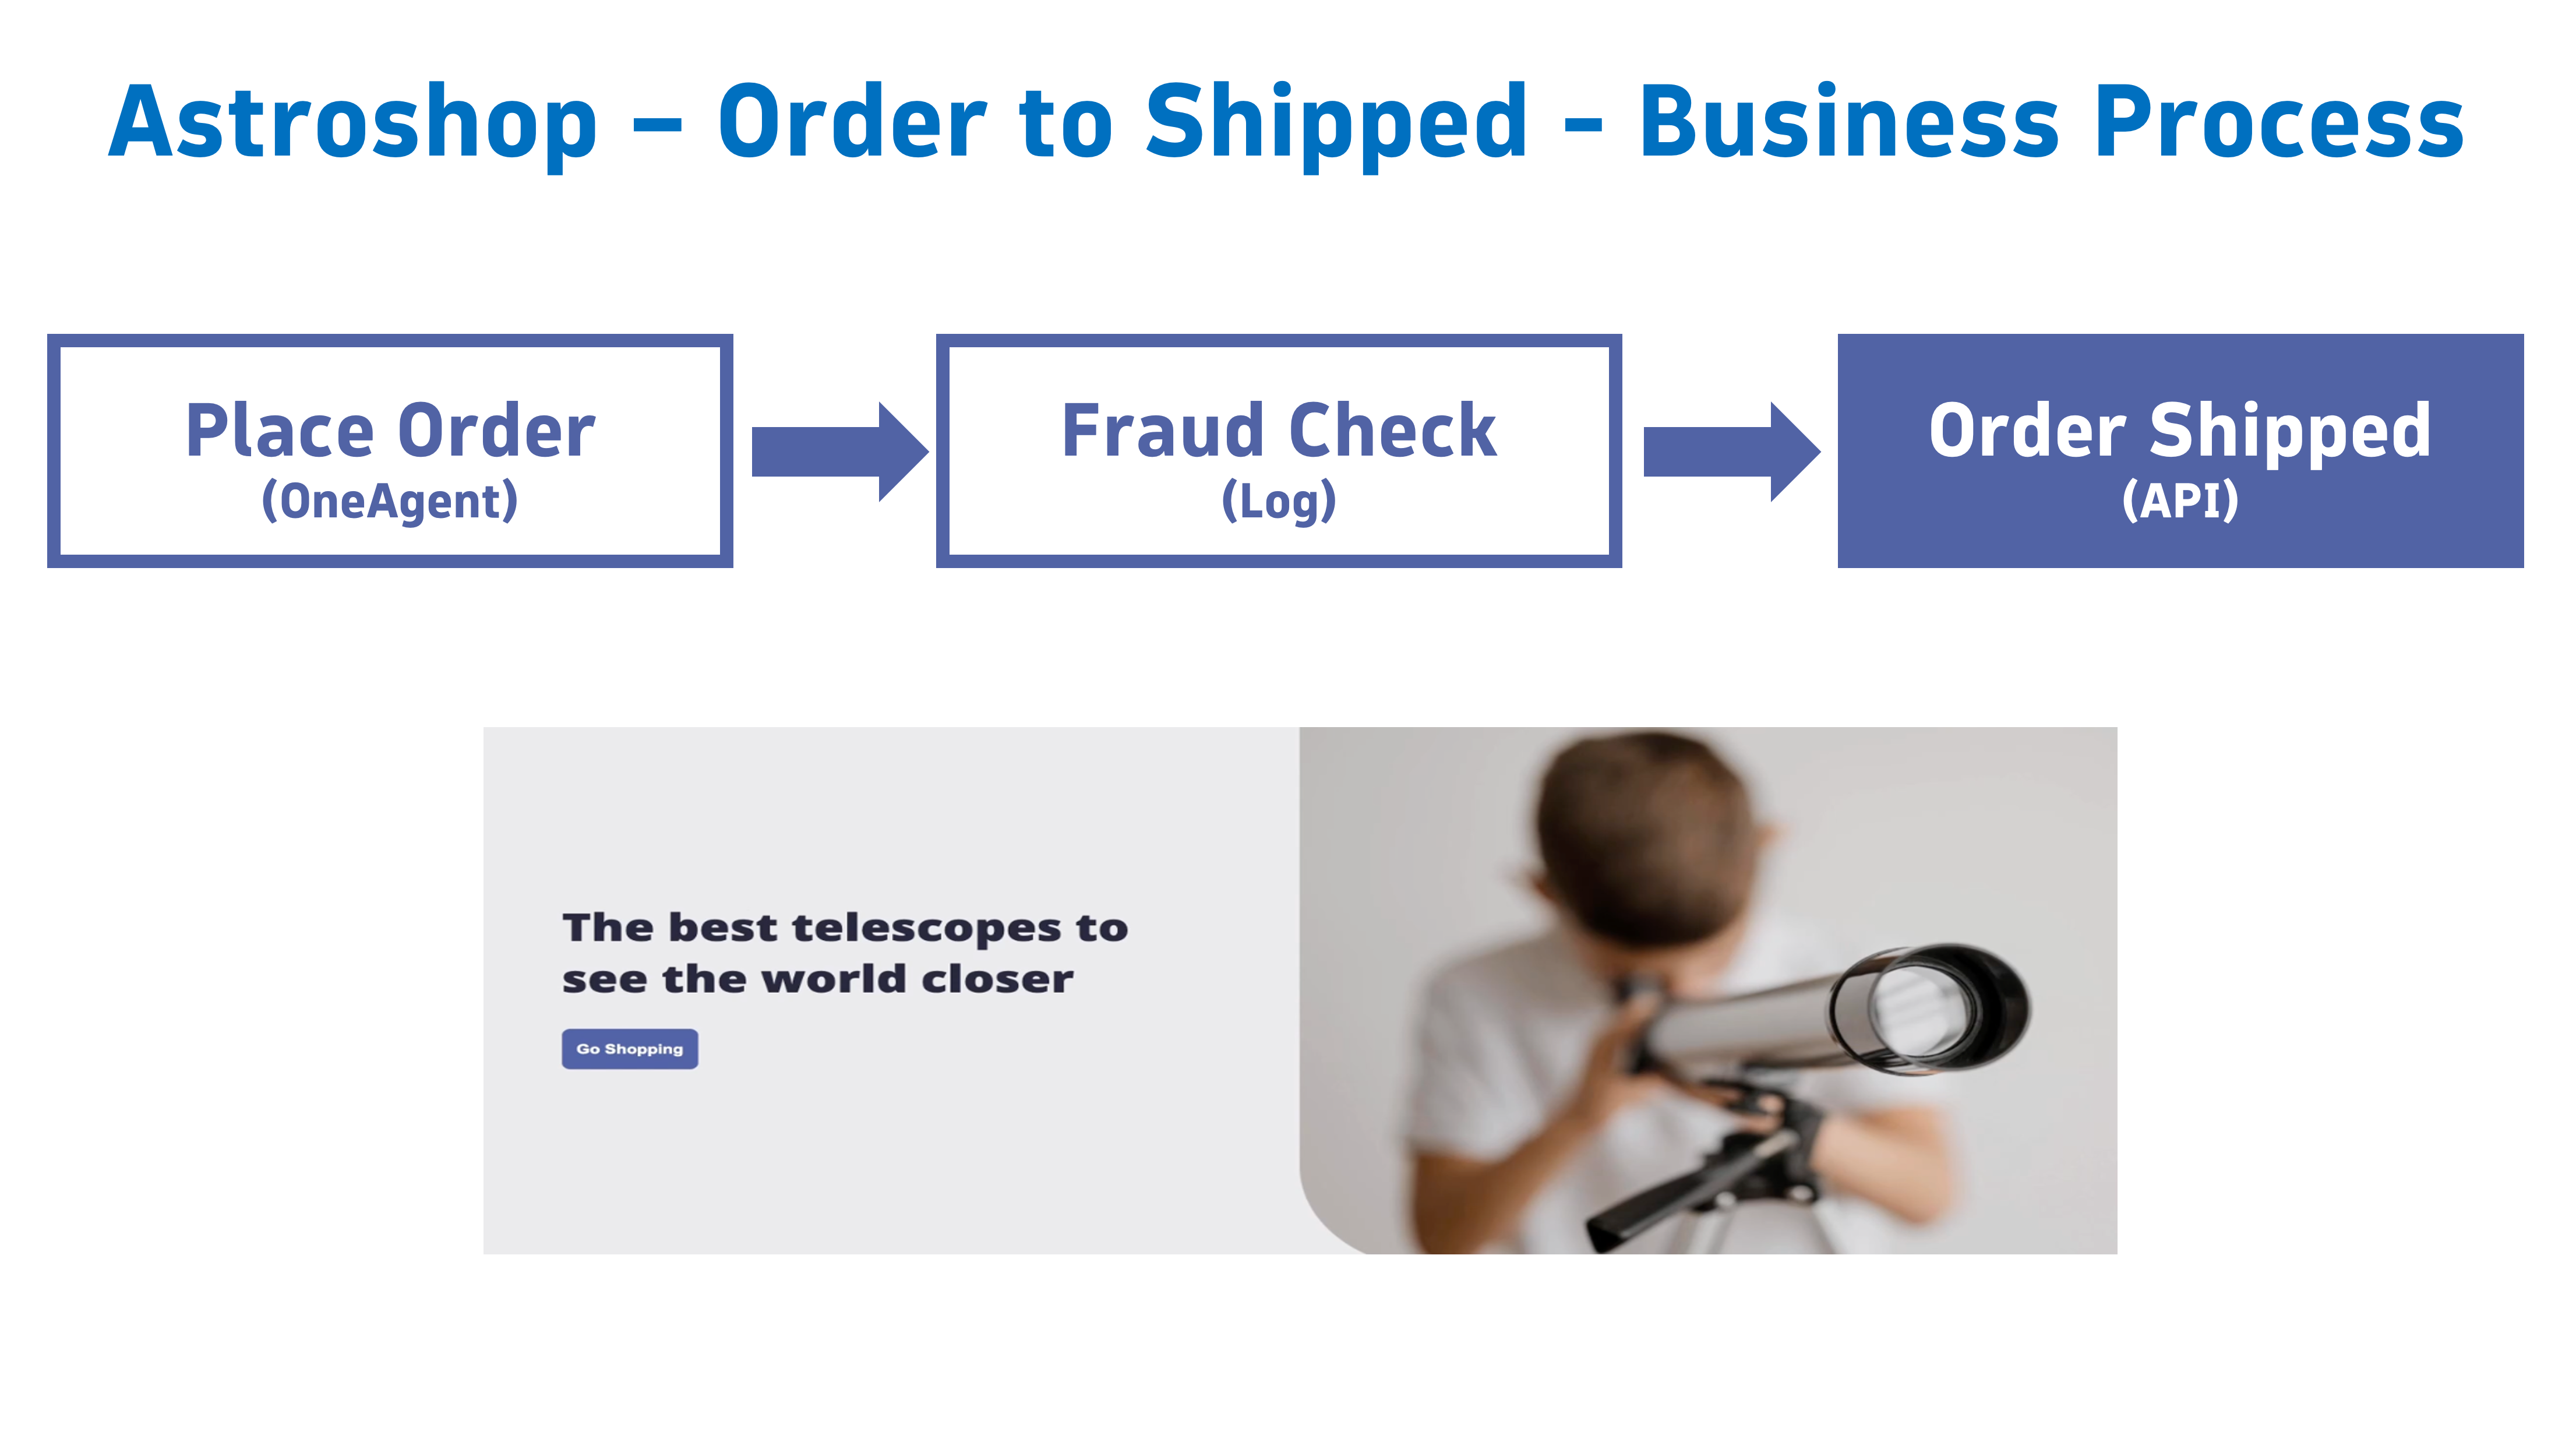 Astroshop – Order to Shipped - Business Process
Place Order
(OneAgent)
Fraud Check
(Log)
Order Shipped
(API)
The best telescopes to
see the world closer
Go Shopping